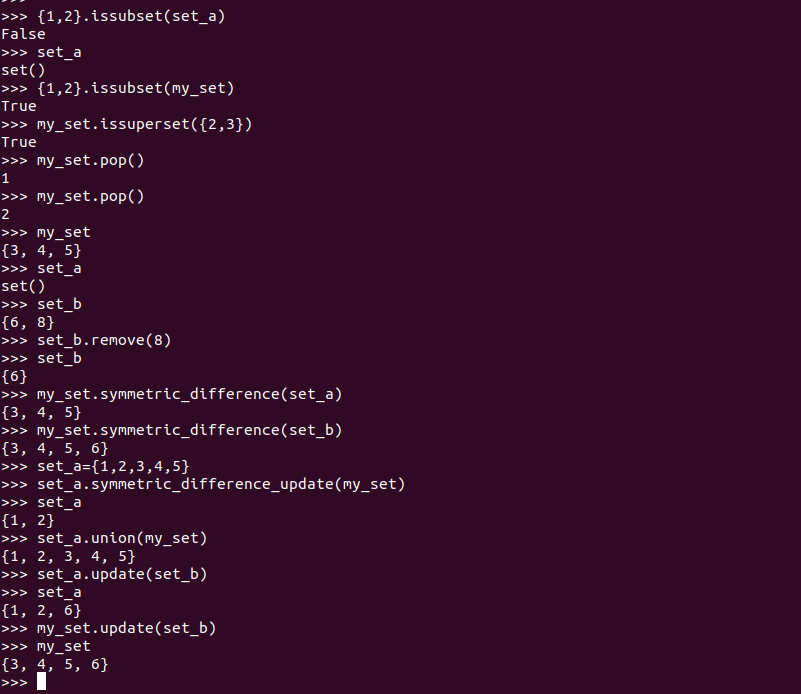 >>> {1,2}.issubset(set_a)
False
>>> set_a
set()
>>> {1,2}.issubset(my_set)
True
>>> my_set.issuperset({2,3})
True
>>> my_set.pop()
1
>>> my_set.pop()
2
>>> my_set
{3, 4, 5}
>>> set_a
set()
>>> set_b
{6, 8}
>>> set_b.remove(8)
>>> set_b
{6}
>>> my_set.symmetric_difference(set_a)
{3, 4, 5}
>>> my_set.symmetric_difference(set_b)
{3, 4, 5, 6}
>>> set_a={1,2,3,4,5}
>>> set_a.symmetric_difference_update(my_set)
>>> set_a
{1, 2}
>>> set_a.union(my_set)
{1, 2, 3, 4, 5}
>>> set_a.update(set_b)
>>> set_a
{1, 2, 6}
>>> my_set.update(set_b)
>>> my_set
{3, 4, 5, 6}
>>>